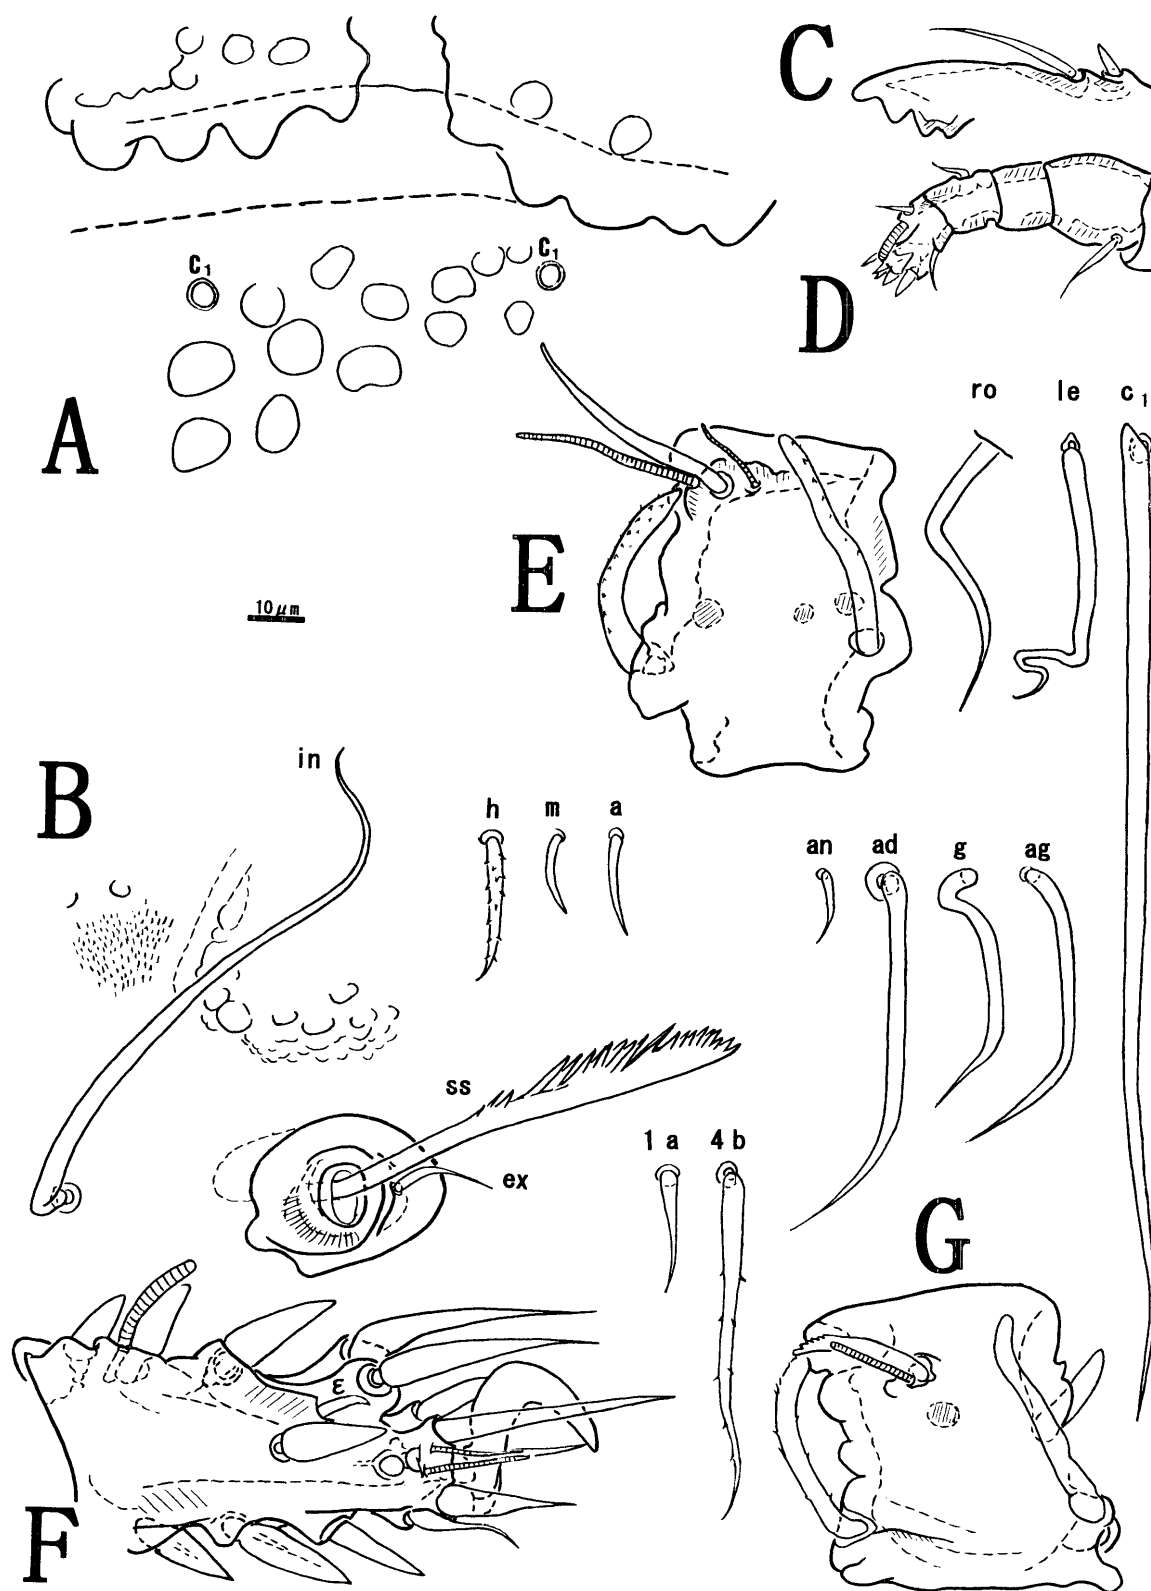 C
c₁ c₁
D
A
ro le c₁
E
10 μm
B
in
h m a
an ad g ag
ss
1a 4b
ex
G
ε
F